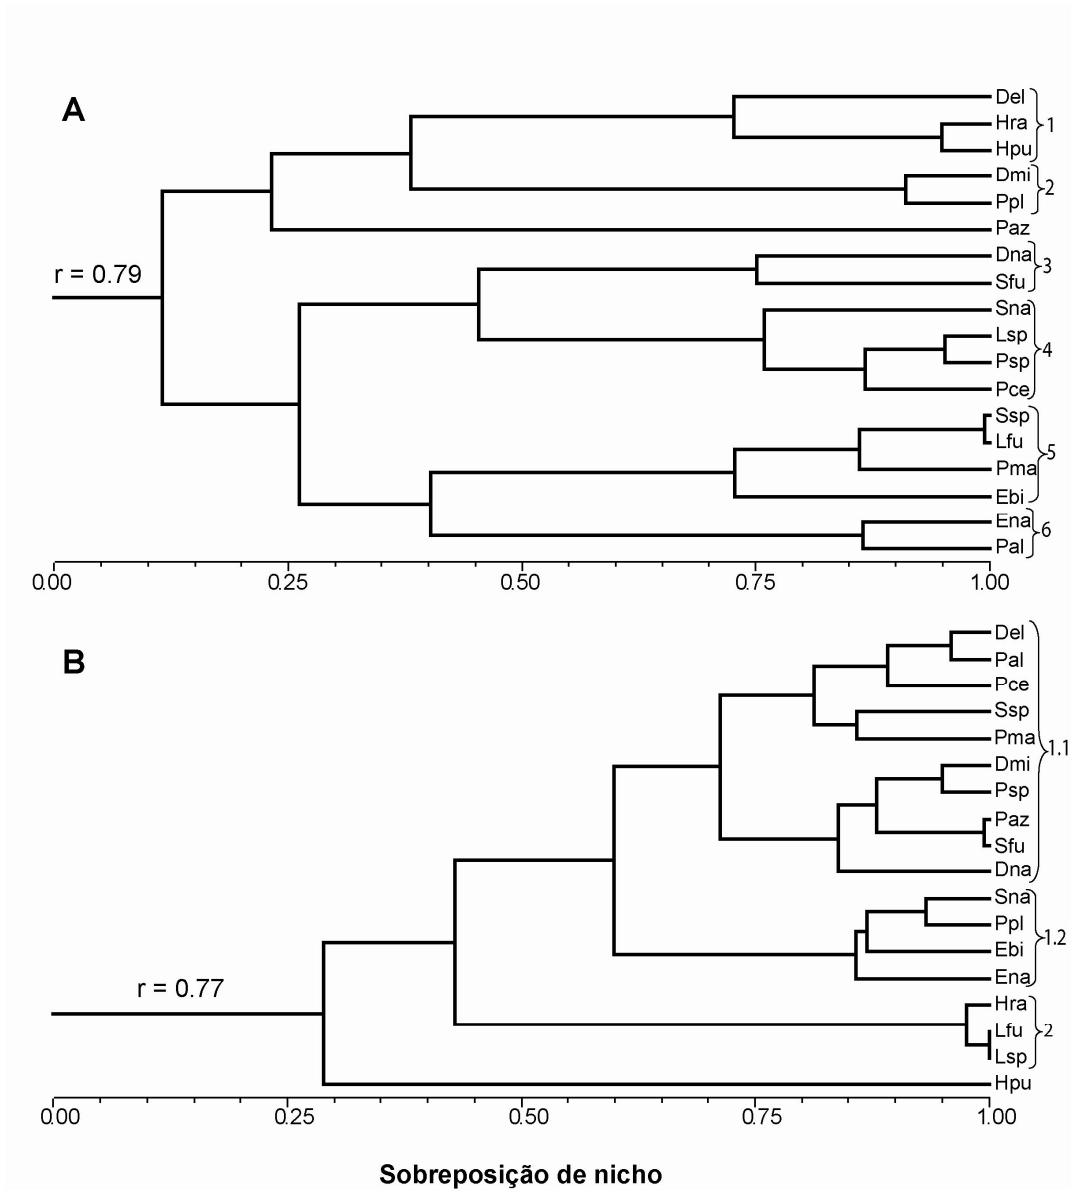 A
r = 0.79
Del
Hra
Hpu
1
Dmi
Ppl
2
Paz
Dna
Sfu
3
Sna
Lsp
Psp
Pce
4
Ssp
Lfu
Pma
Ebi
5
Ena
Pal
6
0.00 0.25 0.50 0.75 1.00
B
r = 0.77
Del
Pal
Pce
Ssp
Pma
Dmi
Psp
Paz
Sfu
Dna
1.1
Sna
Ppl
Ebi
Ena
1.2
Hra
Lfu
Lsp
2
Hpu
0.00 0.25 0.50 0.75 1.00
Sobreposição de nicho